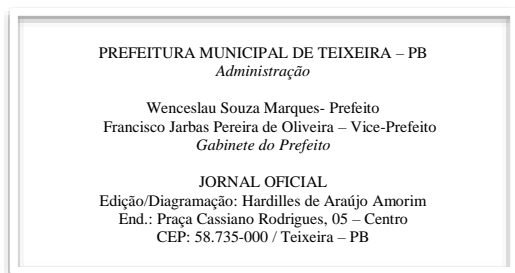 PREFEITURA MUNICIPAL DE TEIXEIRA – PB
Administração
Wenceslau Souza Marques- Prefeito
Francisco Jarbas Pereira de Oliveira – Vice-Prefeito
Gabinete do Prefeito
JORNAL OFICIAL
Edição/Diagramação: Hardilles de Araújo Amorim
End.: Praça Cassiano Rodrigues, 05 – Centro
CEP: 58.735-000 / Teixeira – PB